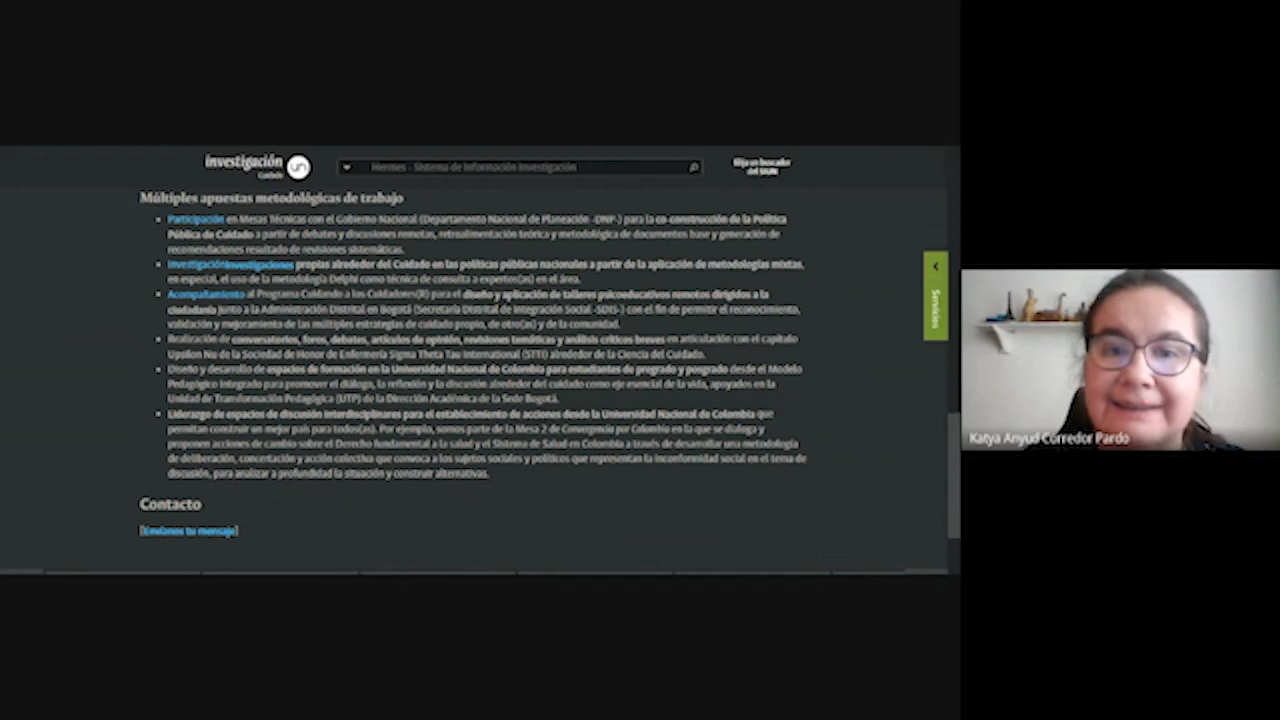 investigación
Cuidado
Hermes - Sistema de Información Investigación
Elija un buscador
del SIUN
Múltiples apuestas metodológicas de trabajo
Participación en Mesas Técnicas con el Gobierno Nacional (Departamento Nacional de Planeación -DNP-) para la co-construcción de la Política
Pública de Cuidado a partir de debates y discusiones remotas, retroalimentación teórica y metodológica de documentos base y generación de
recomendaciones resultado de revisiones sistemáticas.
InvestigaciónInvestigaciones propias alrededor del Cuidado en las políticas públicas nacionales a partir de la aplicación de metodologías mixtas,
en especial, el uso de la metodología Delphi como técnica de consulta a expertos(as) en el área.
Acompañamiento al Programa Cuidando a los Cuidadores(R) para el diseño y aplicación de talleres psicoeducativos remotos dirigidos a la
ciudadanía junto a la Administración Distrital en Bogotá (Secretaría Distrital de Integración Social -SDIS-) con el fin de permitir el reconocimiento,
validación y mejoramiento de las múltiples estrategias de cuidado propio, de otro(as) y de la comunidad.
Realización de conversatorios, foros, debates, artículos de opinión, revisiones temáticas y análisis críticos breves en articulación con el capítulo
Upsilon Nu de la Sociedad de Honor de Enfermería Sigma Theta Tau International (STTI) alrededor de la Ciencia del Cuidado.
Diseño y desarrollo de espacios de formación en la Universidad Nacional de Colombia para estudiantes de pregrado y posgrado desde el Modelo
Pedagógico Integrado para promover el diálogo, la reflexión y la discusión alrededor del cuidado como eje esencial de la vida, apoyados en la
Unidad de Transformación Pedagógica (UTP) de la Dirección Académica de la Sede Bogotá.
Liderazgo de espacios de discusión interdisciplinares para el establecimiento de acciones desde la Universidad Nacional de Colombia que
permitan construir un mejor país para todos(as). Por ejemplo, somos parte de la Mesa 2 de Convergencia por Colombia en la que se dialoga y
proponen acciones de cambio sobre el Derecho fundamental a la salud y el Sistema de Salud en Colombia a través de desarrollar una metodología
de deliberación, concertación y acción colectiva que convoca a los sujetos sociales y políticos que representan la inconformidad social en el tema de
discusión, para analizar a profundidad la situación y construir alternativas.
Contacto
[Envíanos tu mensaje]
Servicios
Katya Anyud Corredor Pardo